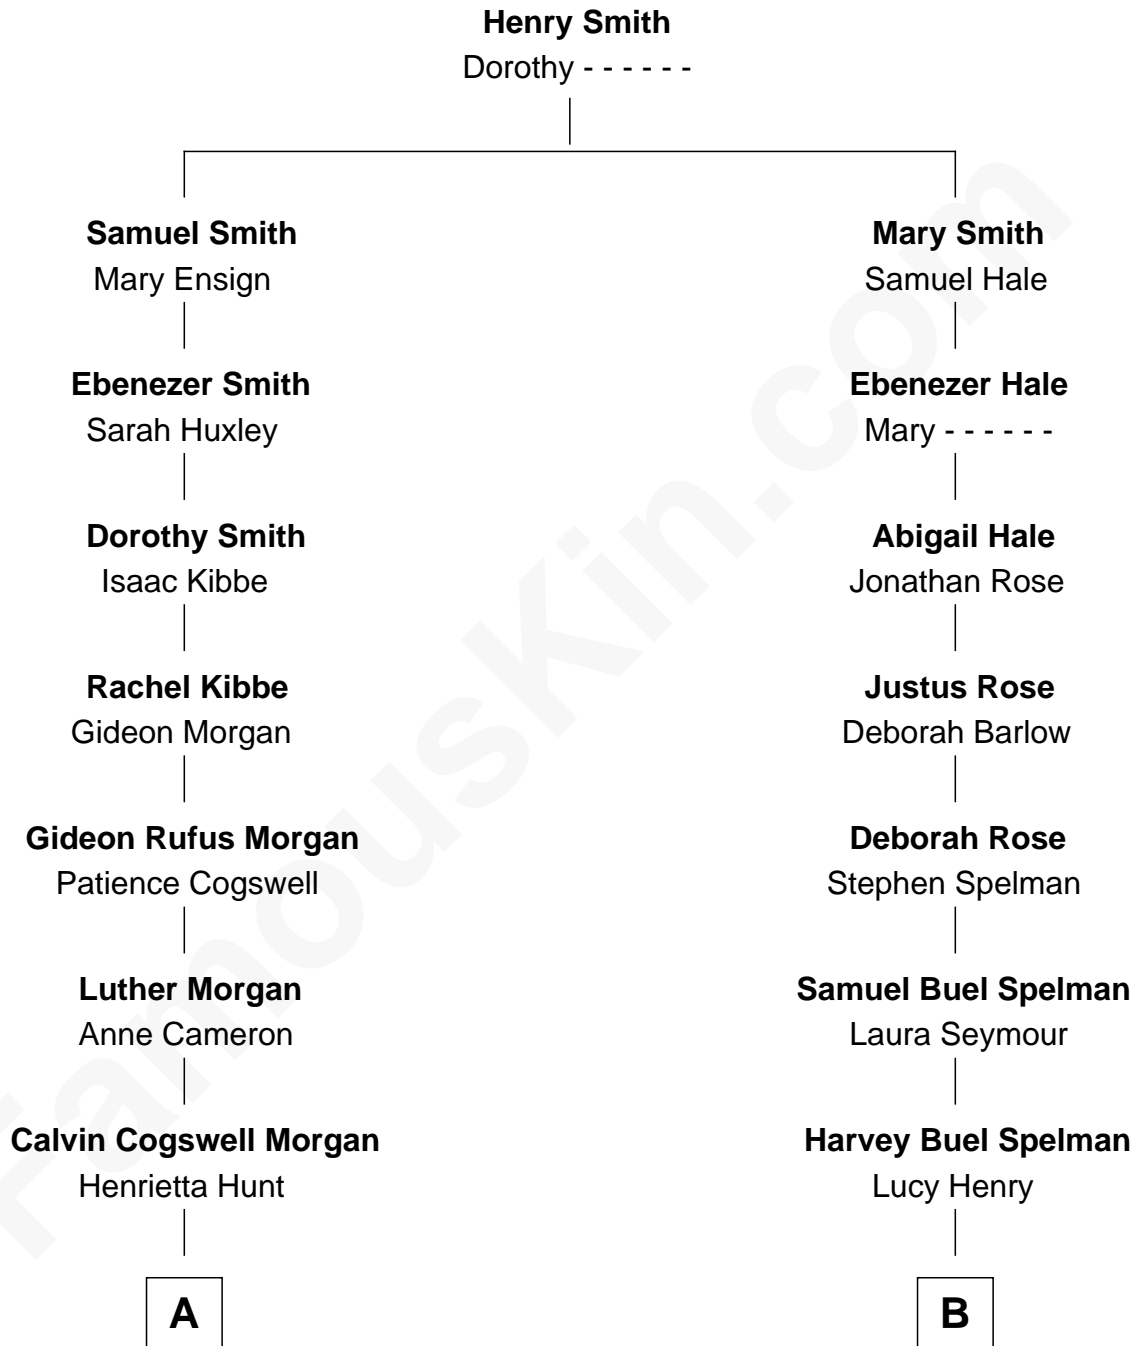 Henry Smith
Dorothy - - - - - -
Samuel Smith
Mary Ensign
Mary Smith
Samuel Hale
Ebenezer Smith
Sarah Huxley
Ebenezer Hale
Mary - - - - - -
Dorothy Smith
Isaac Kibbe
Abigail Hale
Jonathan Rose
Rachel Kibbe
Gideon Morgan
Justus Rose
Deborah Barlow
Gideon Rufus Morgan
Patience Cogswell
Deborah Rose
Stephen Spelman
Luther Morgan
Anne Cameron
Samuel Buel Spelman
Laura Seymour
Calvin Cogswell Morgan
Henrietta Hunt
Harvey Buel Spelman
Lucy Henry
A
B
FamousKin.com